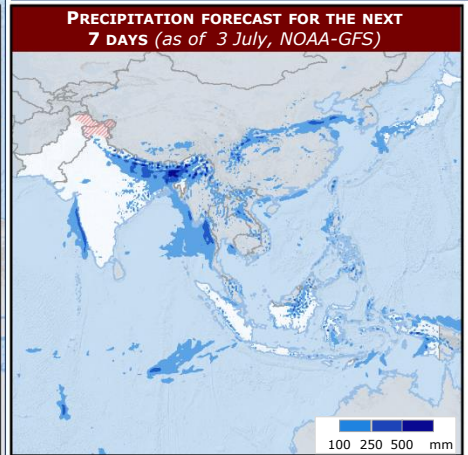 PRECIPITATION FORECAST FOR THE NEXT
7 DAYS (as of 3 July, NOAA-GFS)
100 250 500 mm